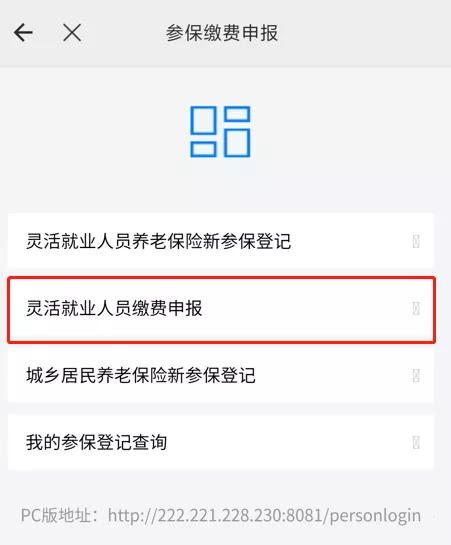 参保缴费申报
灵活就业人员养老保险新参保登记
灵活就业人员缴费申报
城乡居民养老保险新参保登记
我的参保登记查询
PC版地址：http://222.221.228.230:8081/personlogin